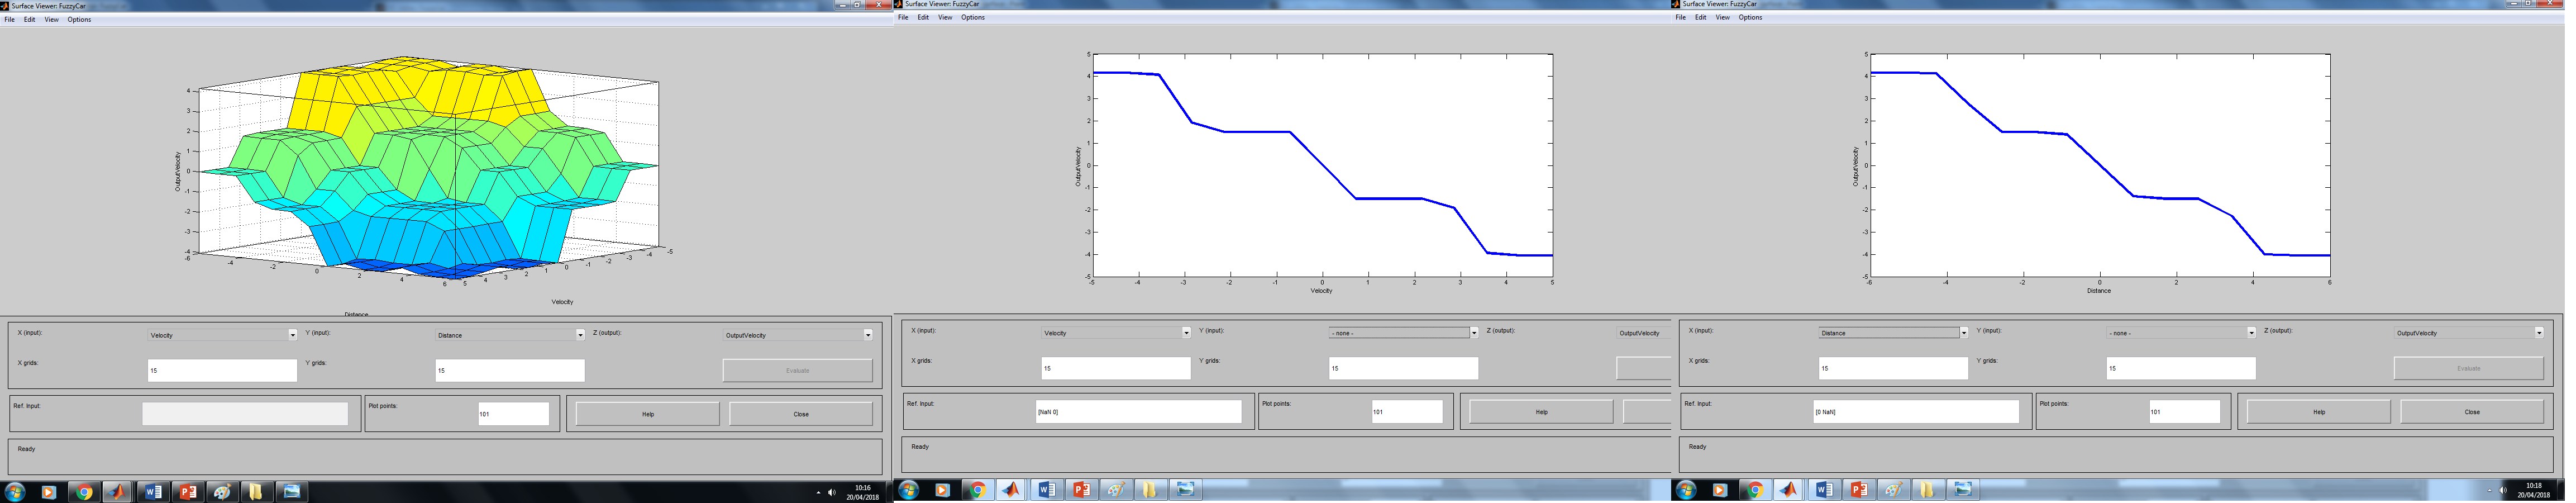 Surface Viewer: FuzzyCar
File Edit View Options
4
3
2
1
0
-1
-2
-3
-4
OutputVelocity
-6
-4
-2
0
2
4
6
5
4
3
2
1
0
-1
-2
-3
-4
-5
Velocity
Distance
X (input): Velocity Y (input): Distance Z (output): OutputVelocity
X grids: 15 Y grids: 15 Evaluate
Ref. Input: Plot points: 101 Help Close
Ready
10:16
20/04/2018
Surface Viewer: FuzzyCar
File Edit View Options
5
4
3
2
1
0
-1
-2
-3
-4
-5
OutputVelocity
-5 -4 -3 -2 -1 0 1 2 3 4 5
Velocity
X (input): Velocity Y (input): - none - Z (output): OutputVelocity
X grids: 15 Y grids: 15
Ref. Input: [NaN 0] Plot points: 101 Help
Ready
Surface Viewer: FuzzyCar
File Edit View Options
5
4
3
2
1
0
-1
-2
-3
-4
-5
OutputVelocity
-6 -4 -2 0 2 4 6
Distance
X (input): Distance Y (input): - none - Z (output): OutputVelocity
X grids: 15 Y grids: 15 Evaluate
Ref. Input: [0 NaN] Plot points: 101 Help Close
Ready
10:18
20/04/2018